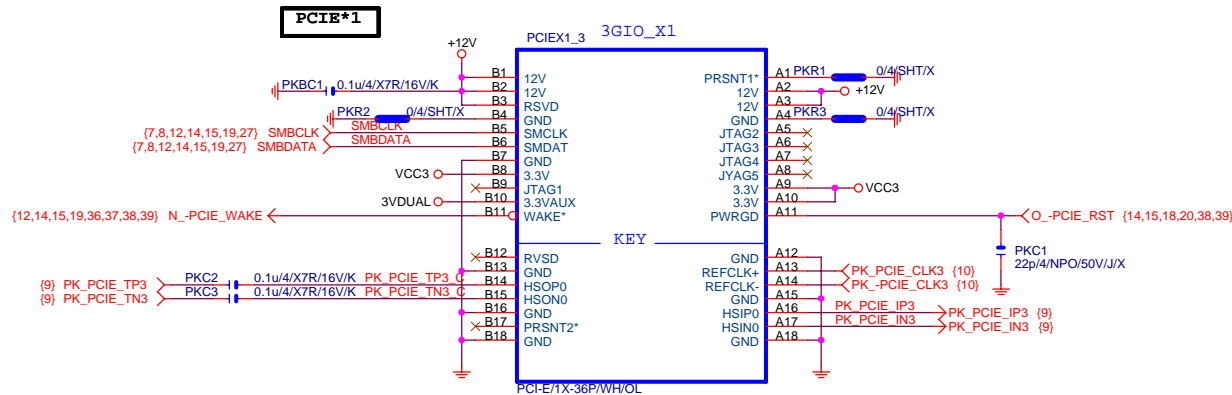 PCIE*1
3GIO_X1
PCIEX1_3
+12V
PKBC1 0.1u/4/X7R/16V/K
PKR2 0/4/SHT/X
{7,8,12,14,15,19,27} SMBCLK SMBCLK
{7,8,12,14,15,19,27} SMBDATA SMBDATA
VCC3
3VDUAL
{12,14,15,19,36,37,38,39} N_-PCIE_WAKE
{9} PK_PCIE_TP3 PKC2 0.1u/4/X7R/16V/K PK_PCIE_TP3_C
{9} PK_PCIE_TN3 PKC3 0.1u/4/X7R/16V/K PK_PCIE_TN3_C
B1 12V
B2 12V
B3 RSVD
B4 GND
B5 SMCLK
B6 SMDAT
B7 GND
B8 3.3V
B9 JTAG1
B10 3.3VAUX
B11 WAKE*
KEY
B12 RVSD
B13 GND
B14 HSOP0
B15 HSON0
B16 GND
B17 PRSNT2*
B18 GND
PRSNT1* A1
12V A2
12V A3
GND A4
JTAG2 A5
JTAG3 A6
JTAG4 A7
JYAG5 A8
3.3V A9
3.3V A10
PWRGD A11
GND A12
REFCLK+ A13
REFCLK- A14
GND A15
HSIP0 A16
HSIN0 A17
GND A18
PKR1 0/4/SHT/X
+12V
PKR3 0/4/SHT/X
VCC3
O_-PCIE_RST {14,15,18,20,38,39}
PKC1
22p/4/NPO/50V/J/X
PK_PCIE_CLK3 {10}
PK_-PCIE_CLK3 {10}
PK_PCIE_IP3 PK_PCIE_IP3 {9}
PK_PCIE_IN3 PK_PCIE_IN3 {9}
PCI-E/1X-36P/WH/OL